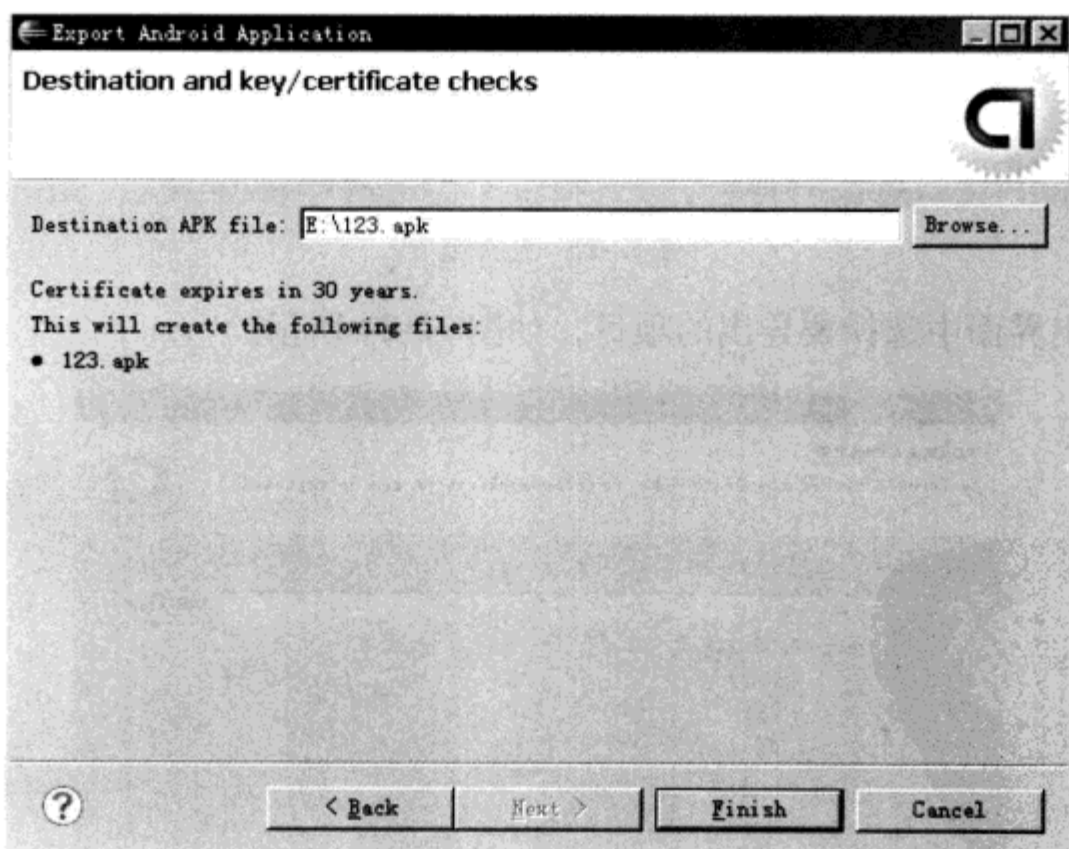 Export Android Application
Destination and key/certificate checks
Destination APK file: E:\123.apk Browse...
Certificate expires in 30 years.
This will create the following files:
• 123.apk
? < Back Next > Finish Cancel